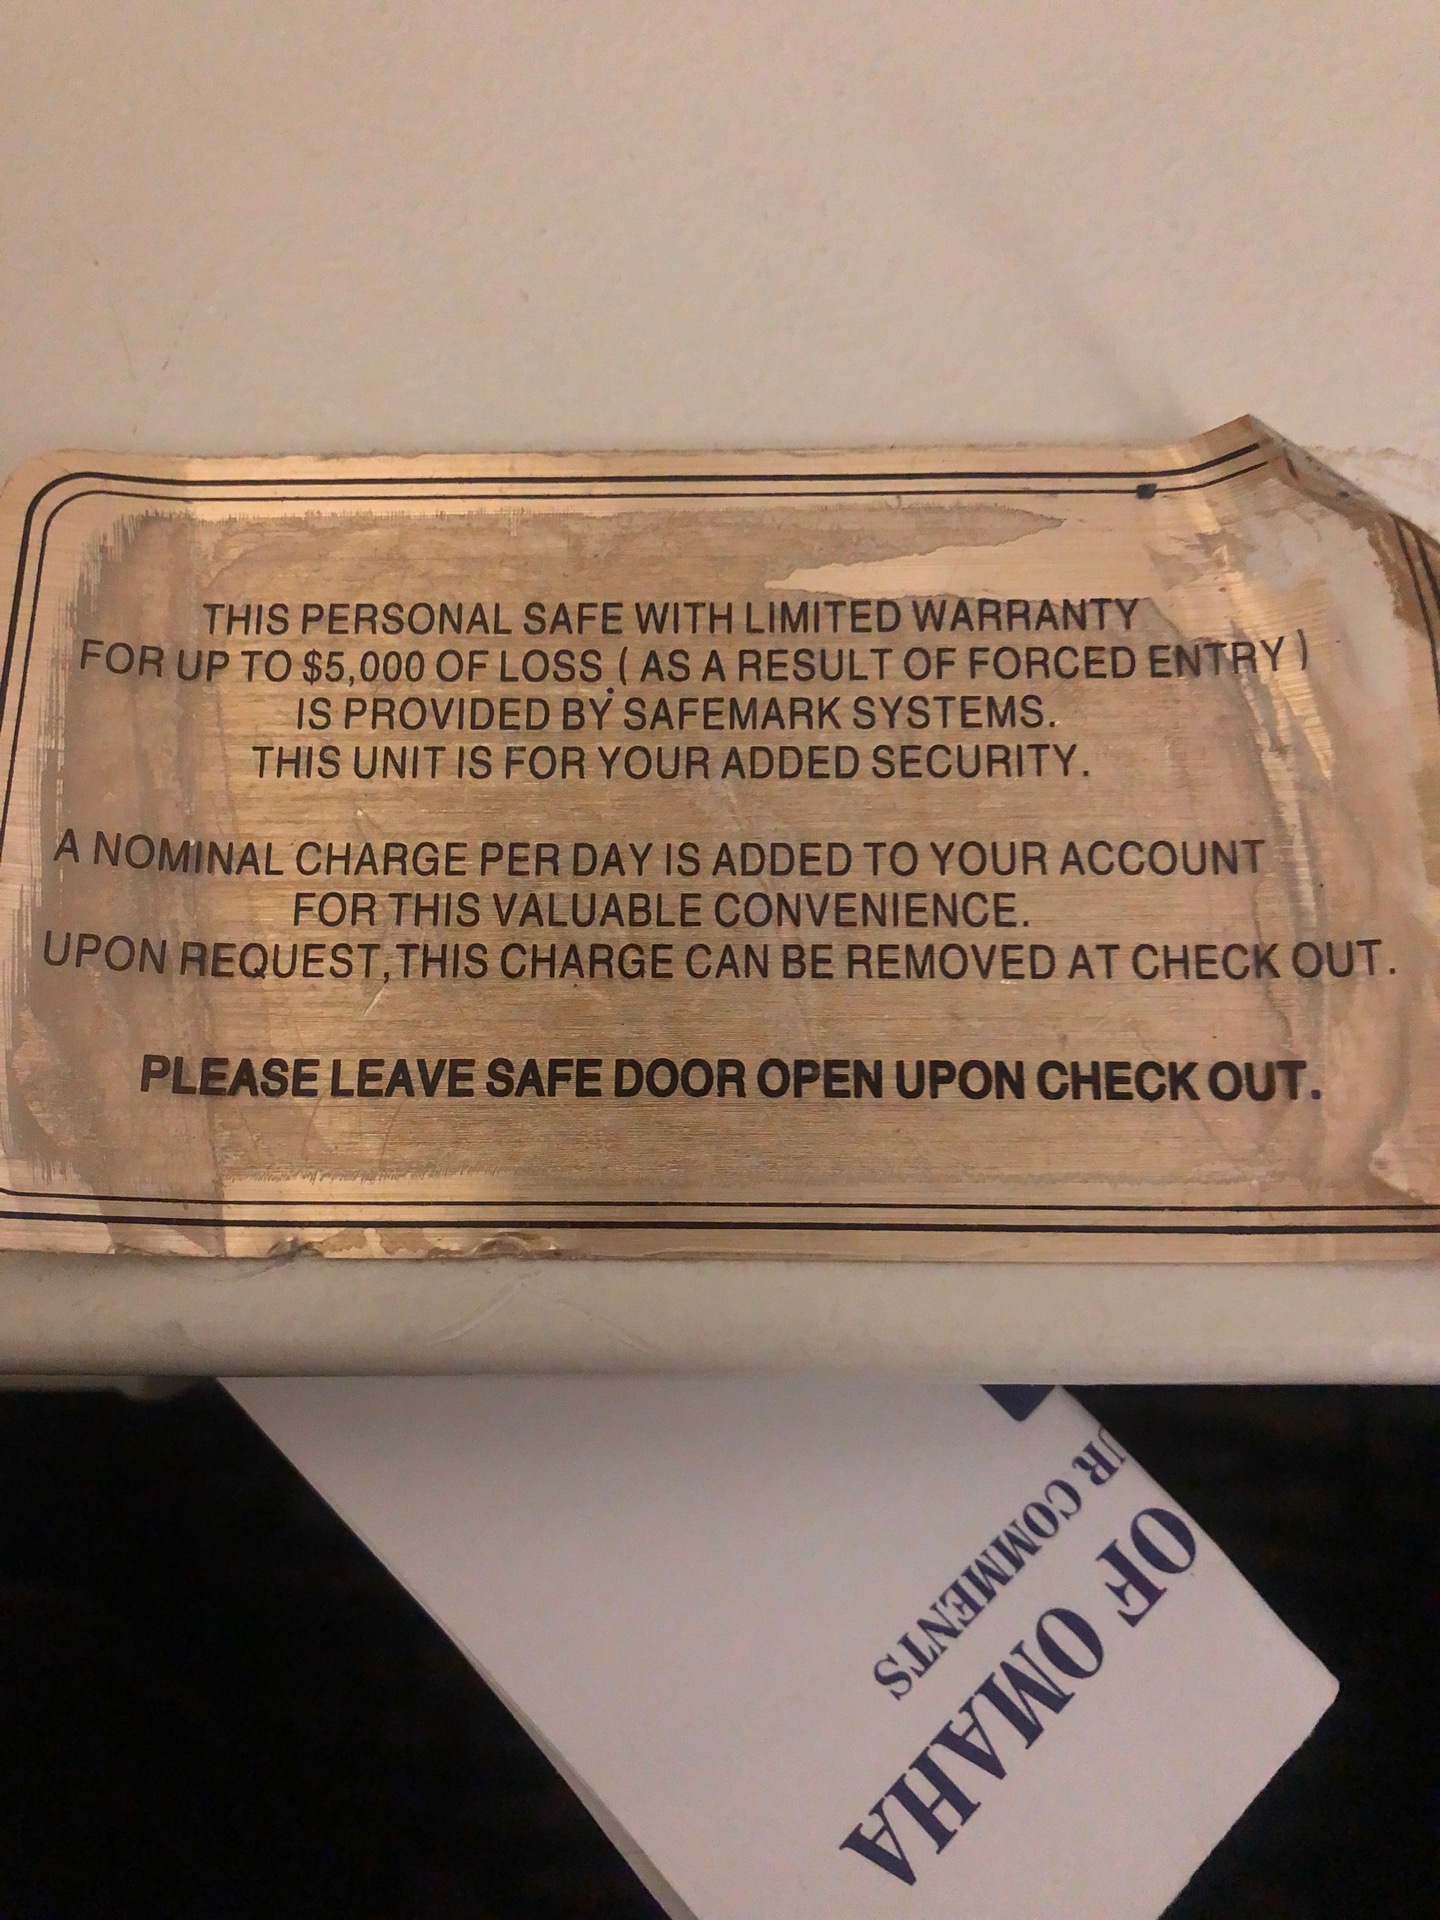 THIS PERSONAL SAFE WITH LIMITED WARRANTY
FOR UP TO $5,000 OF LOSS ( AS A RESULT OF FORCED ENTRY )
IS PROVIDED BY SAFEMARK SYSTEMS.
THIS UNIT IS FOR YOUR ADDED SECURITY.
A NOMINAL CHARGE PER DAY IS ADDED TO YOUR ACCOUNT
FOR THIS VALUABLE CONVENIENCE.
UPON REQUEST, THIS CHARGE CAN BE REMOVED AT CHECK OUT.
PLEASE LEAVE SAFE DOOR OPEN UPON CHECK OUT.
OF OMAHA
COMMENTS